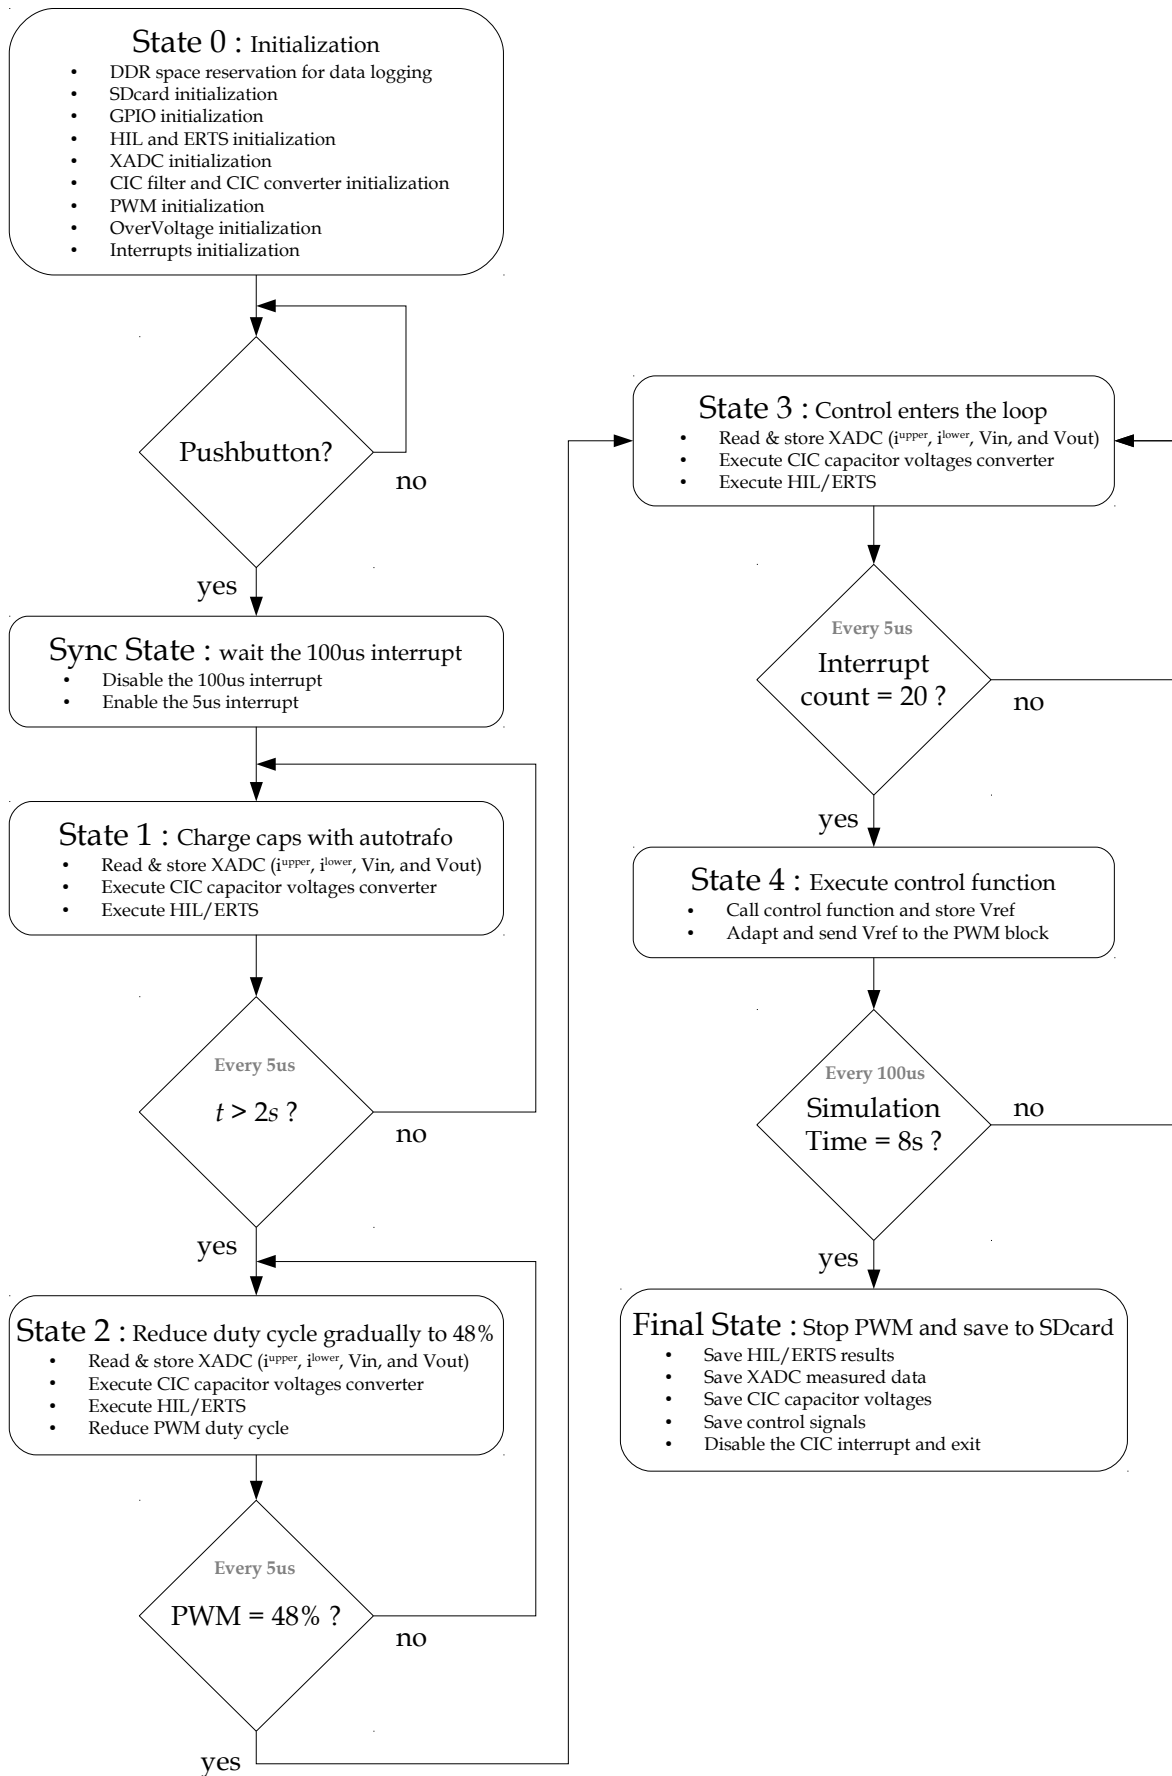 State 0 : Initialization
• DDR space reservation for data logging
• SDcard initialization
• GPIO initialization
• HIL and ERTS initialization
• XADC initialization
• CIC filter and CIC converter initialization
• PWM initialization
• OverVoltage initialization
• Interrupts initialization
Pushbutton?
no
yes
Sync State : wait the 100us interrupt
• Disable the 100us interrupt
• Enable the 5us interrupt
State 1 : Charge caps with autotrafo
• Read & store XADC (i^upper, i^lower, Vin, and Vout)
• Execute CIC capacitor voltages converter
• Execute HIL/ERTS
Every 5us
t > 2s ?
no
yes
State 2 : Reduce duty cycle gradually to 48%
• Read & store XADC (i^upper, i^lower, Vin, and Vout)
• Execute CIC capacitor voltages converter
• Execute HIL/ERTS
• Reduce PWM duty cycle
Every 5us
PWM = 48% ?
no
yes
State 3 : Control enters the loop
• Read & store XADC (i^upper, i^lower, Vin, and Vout)
• Execute CIC capacitor voltages converter
• Execute HIL/ERTS
Every 5us
Interrupt
count = 20 ?
no
yes
State 4 : Execute control function
• Call control function and store Vref
• Adapt and send Vref to the PWM block
Every 100us
Simulation
Time = 8s ?
no
yes
Final State : Stop PWM and save to SDcard
• Save HIL/ERTS results
• Save XADC measured data
• Save CIC capacitor voltages
• Save control signals
• Disable the CIC interrupt and exit